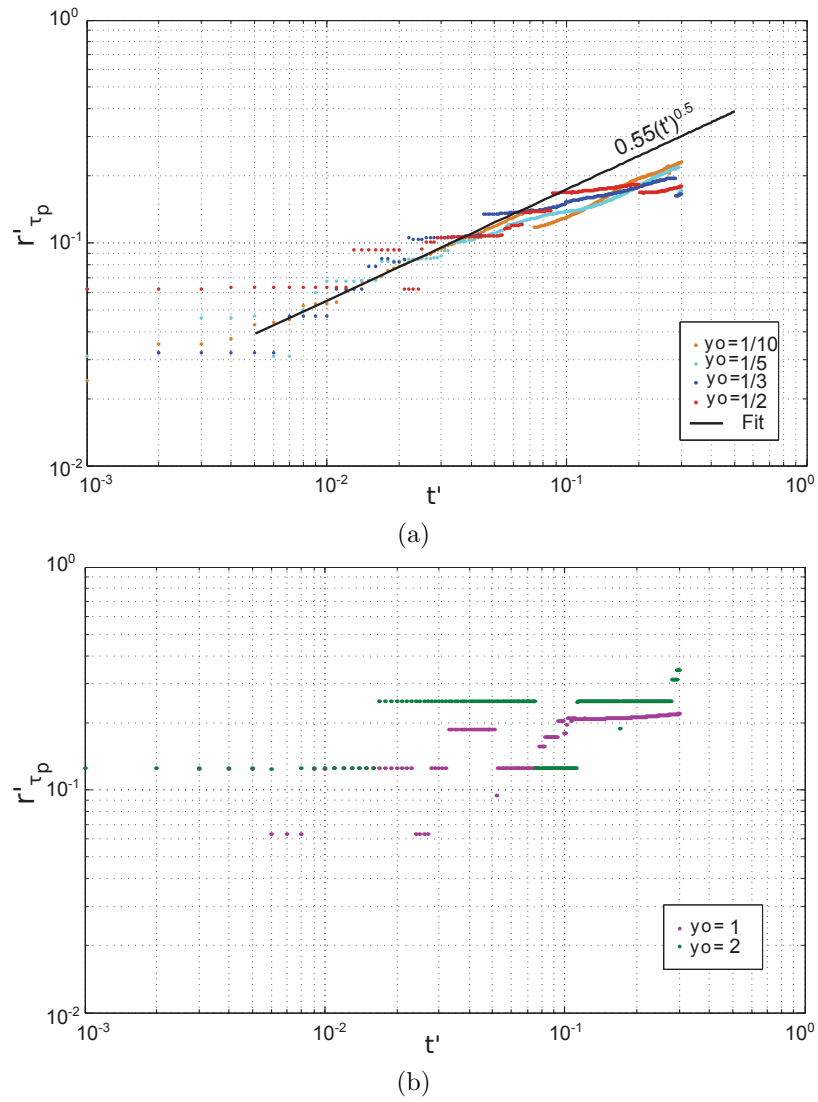 10^0
0.55(t')^0.5
r'τ_p
10^-1
yo=1/10
yo=1/5
yo=1/3
yo=1/2
Fit
10^-2
10^-3 10^-2 10^-1 10^0
t'
(a)
10^0
r'τ_p
10^-1
yo= 1
yo= 2
10^-2
10^-3 10^-2 10^-1 10^0
t'
(b)